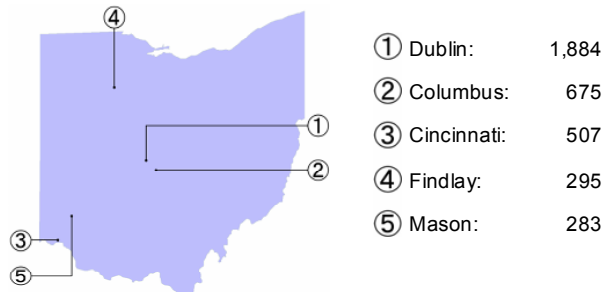 ④
①
②
③
⑤
① Dublin: 1,884
② Columbus: 675
③ Cincinnati: 507
④ Findlay: 295
⑤ Mason: 283